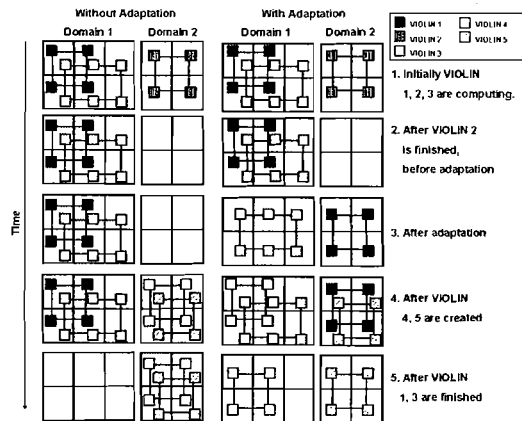 Without Adaptation
With Adaptation
Domain 1
Domain 2
Domain 1
Domain 2
VIOLIN 1
VIOLIN 4
VIOLIN 2
VIOLIN 5
VIOLIN 3
1. Initially VIOLIN
1, 2, 3 are computing.
2. After VIOLIN 2
is finished,
before adaptation
Time
3. After adaptation
4. After VIOLIN
4, 5 are created
5. After VIOLIN
1, 3 are finished